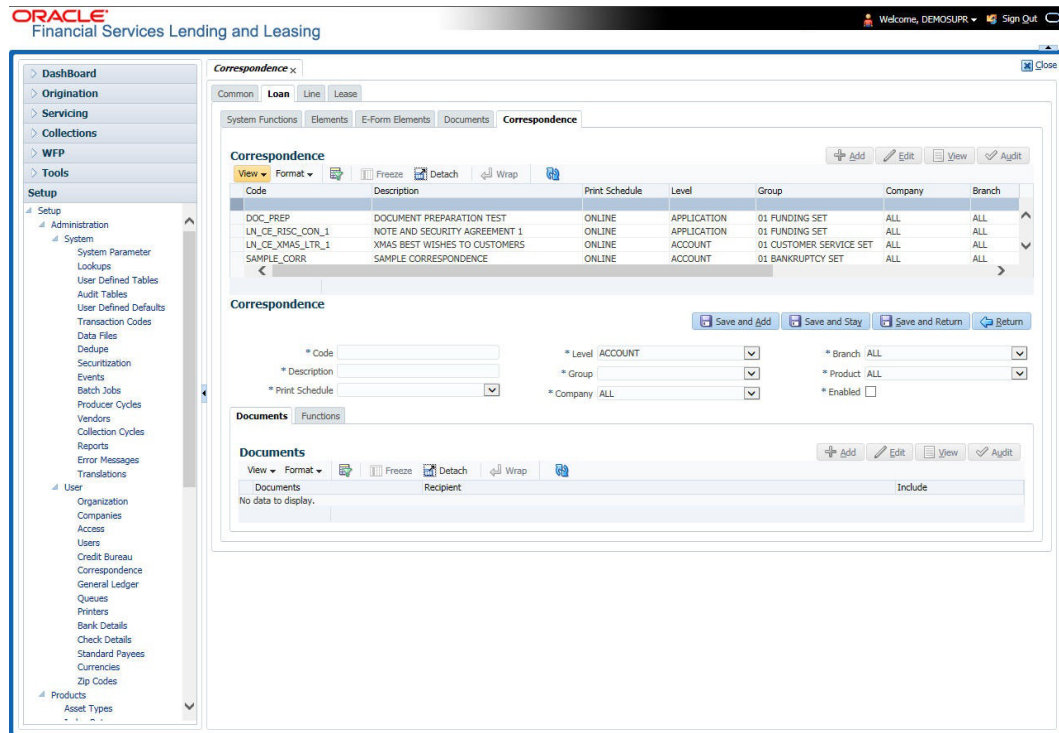 ORACLE
Financial Services Lending and Leasing
Welcome, DEMOSUPR Sign Out
Close
DashBoard
Origination
Servicing
Collections
WFP
Tools
Setup
Setup
Administration
System
System Parameter
Lookups
User Defined Tables
Audit Tables
User Defined Defaults
Transaction Codes
Data Files
Dedupe
Securitization
Events
Batch Jobs
Producer Cycles
Vendors
Collection Cycles
Reports
Error Messages
Translations
User
Organization
Companies
Access
Users
Credit Bureau
Correspondence
General Ledger
Queues
Printers
Bank Details
Check Details
Standard Payees
Currencies
Zip Codes
Products
Asset Types
Correspondence x
Common Loan Line Lease
System Functions Elements E-Form Elements Documents Correspondence
Correspondence
Add Edit View Audit
View Format Freeze Detach Wrap
Code Description Print Schedule Level Group Company Branch
DOC_PREP DOCUMENT PREPARATION TEST ONLINE APPLICATION 01 FUNDING SET ALL ALL
LN_CE_RISC_CON_1 NOTE AND SECURITY AGREEMENT 1 ONLINE APPLICATION 01 FUNDING SET ALL ALL
LN_CE_XMAS_LTR_1 XMAS BEST WISHES TO CUSTOMERS ONLINE ACCOUNT 01 CUSTOMER SERVICE SET ALL ALL
SAMPLE_CORR SAMPLE CORRESPONDENCE ONLINE ACCOUNT 01 BANKRUPTCY SET ALL ALL
Correspondence
Save and Add Save and Stay Save and Return Return
* Code * Level ACCOUNT * Branch ALL
* Description * Group * Product ALL
* Print Schedule * Company ALL * Enabled
Documents Functions
Documents
Add Edit View Audit
View Format Freeze Detach Wrap
Documents Recipient Include
No data to display.